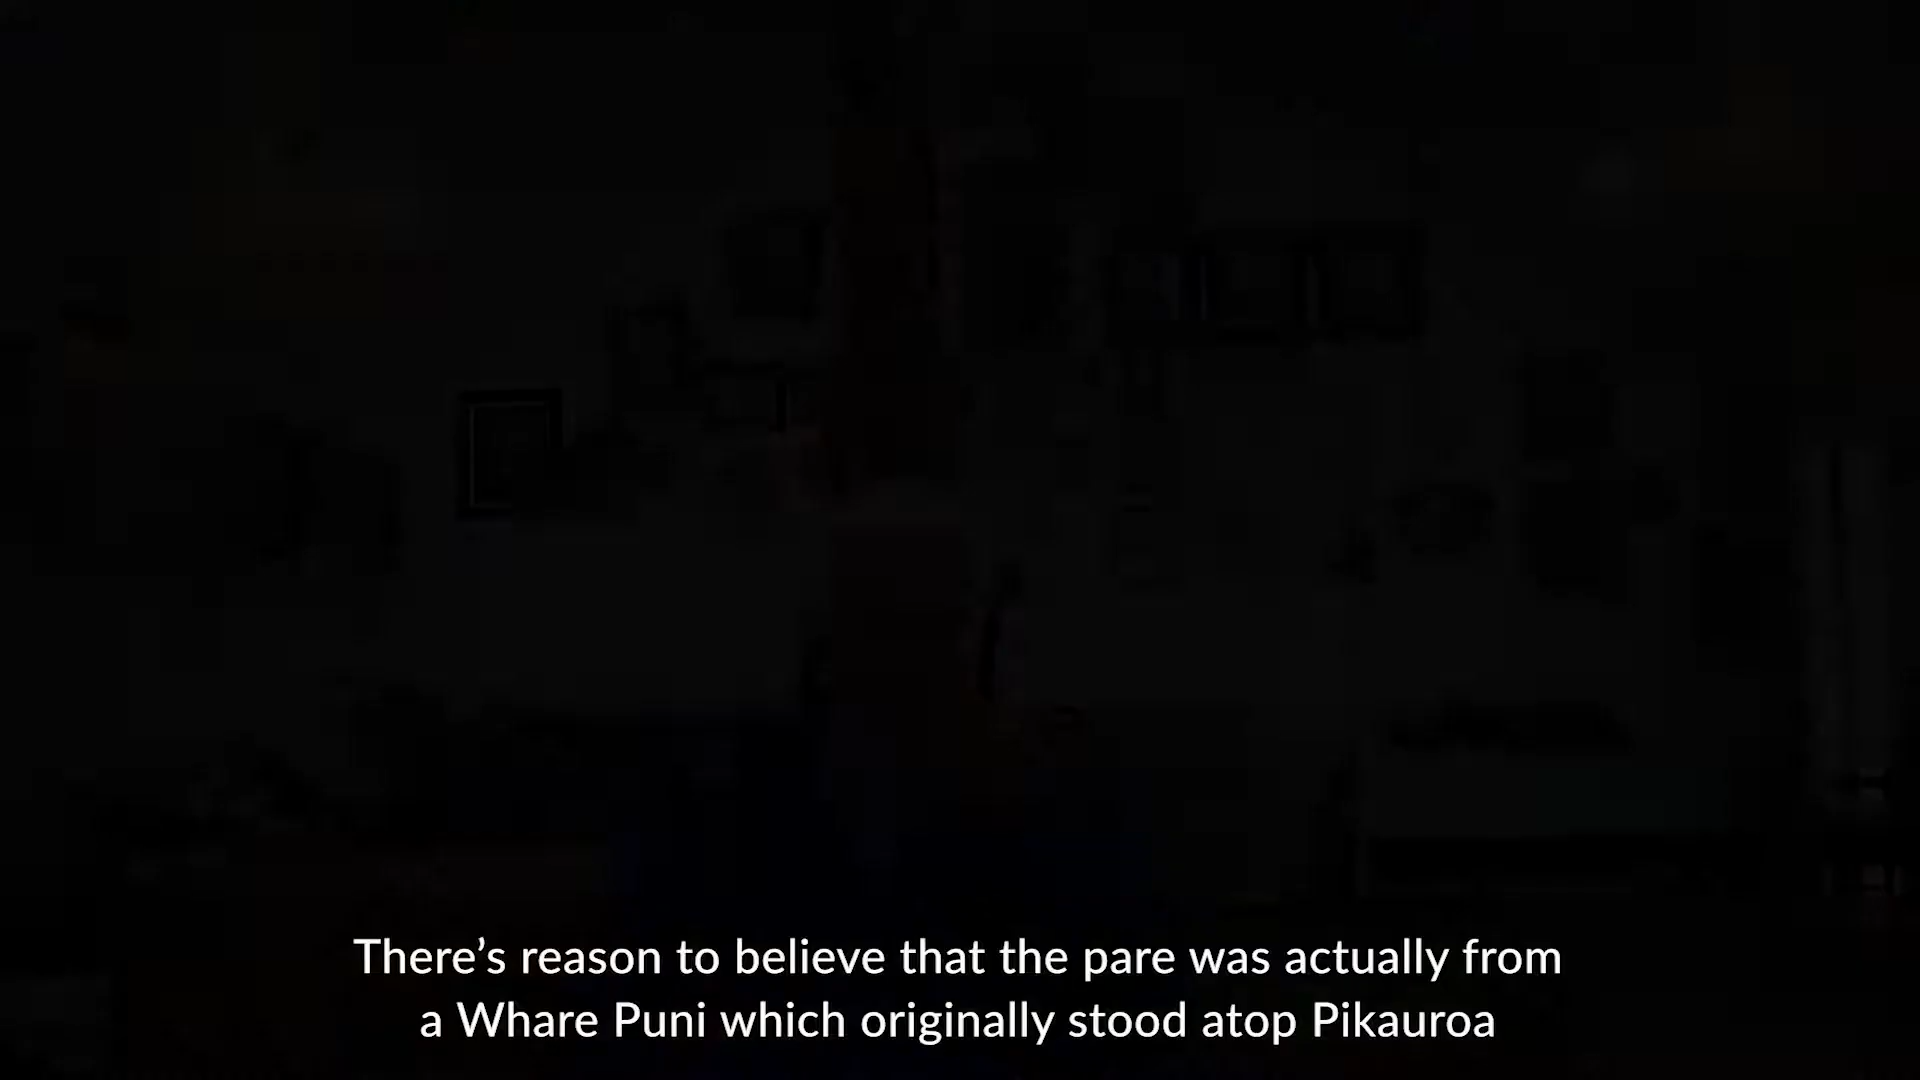 There’s reason to believe that the pare was actually from
a Whare Puni which originally stood atop Pikauroa